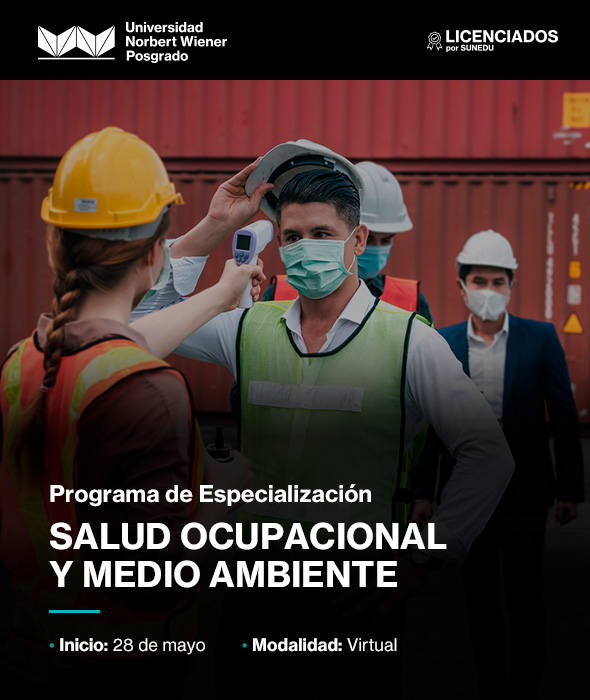 Universidad
Norbert Wiener
Posgrado
LICENCIADOS
por SUNEDU
Programa de Especialización
SALUD OCUPACIONAL
Y MEDIO AMBIENTE
• Inicio: 28 de mayo
• Modalidad: Virtual